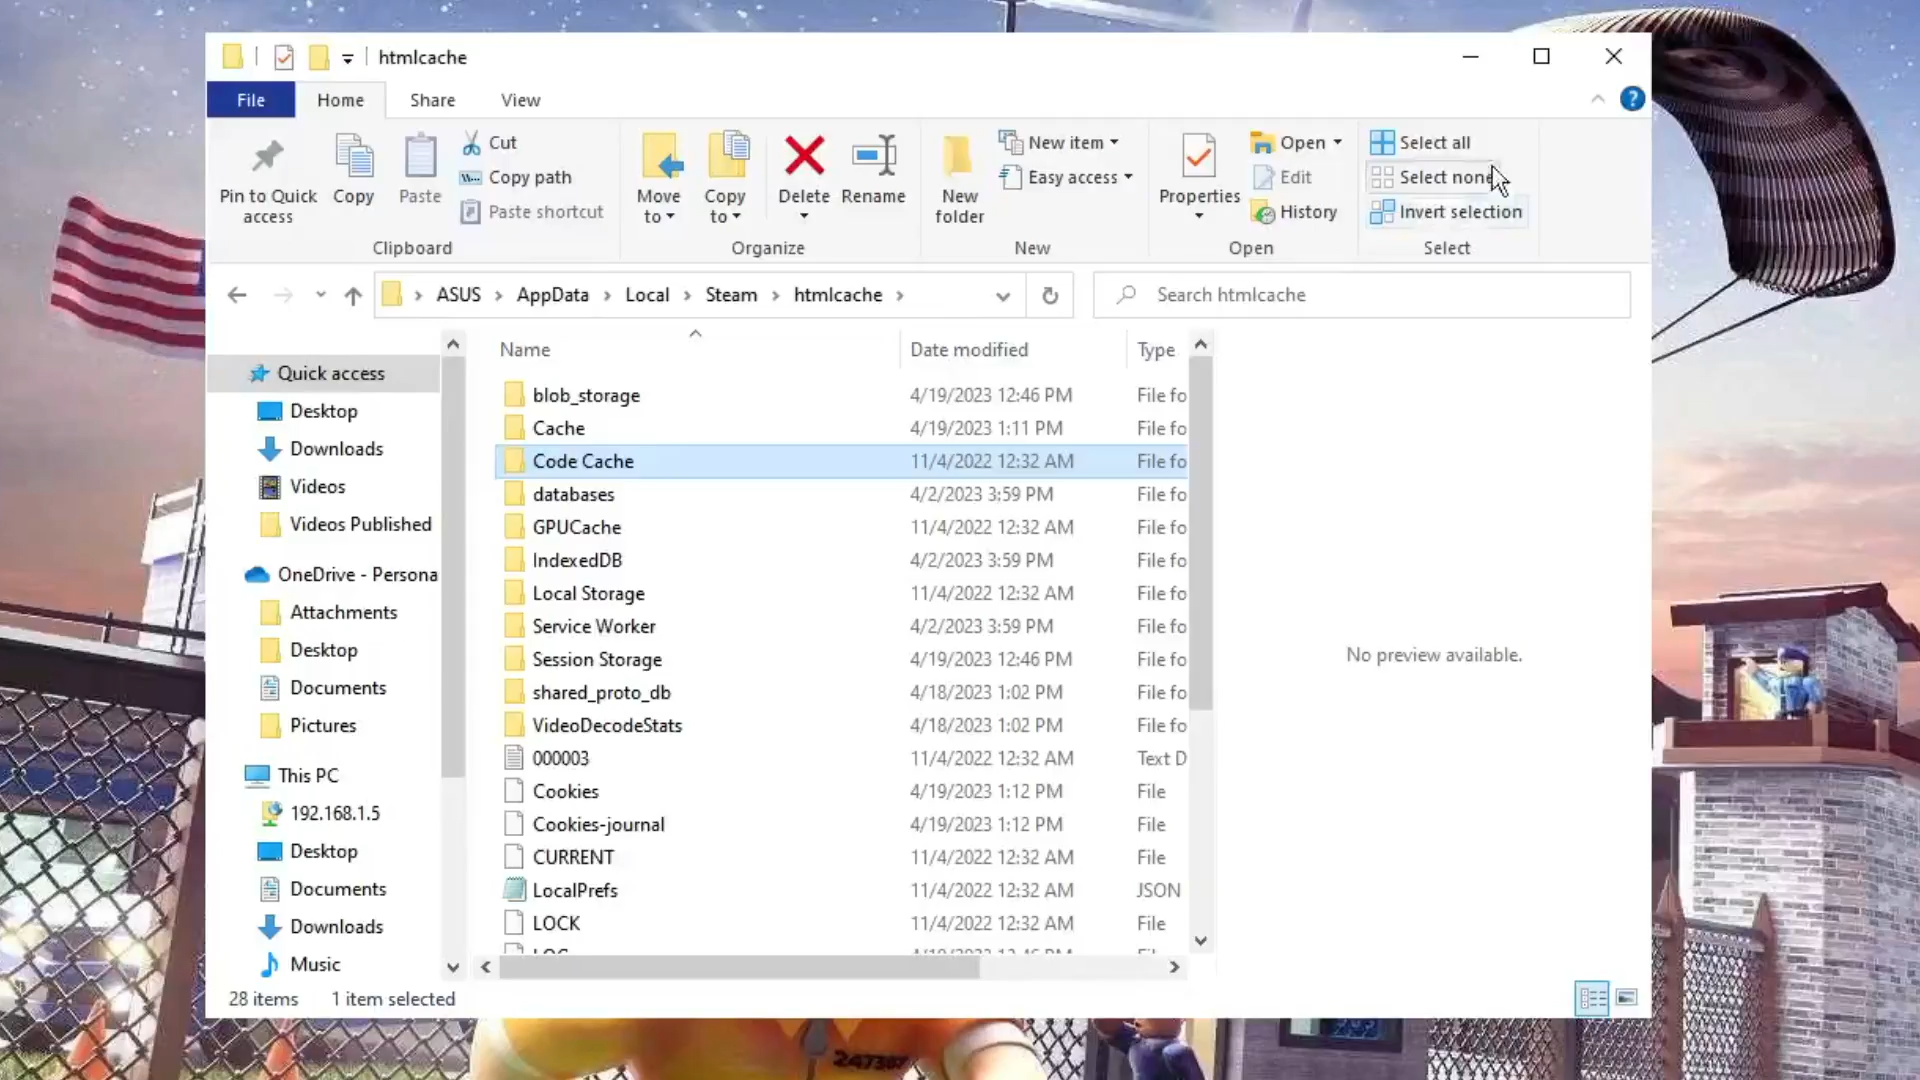 htmlcache
File Home Share View
Pin to Quick access
Copy
Paste
Cut
Copy path
Paste shortcut
Clipboard
Move to
Copy to
Delete
Rename
Organize
New folder
New item
Easy access
New
Properties
Open
Edit
History
Open
Select all
Select none
Invert selection
Select
ASUS > AppData > Local > Steam > htmlcache >
Search htmlcache
Quick access
Desktop
Downloads
Videos
Videos Published
OneDrive - Persona
Attachments
Desktop
Documents
Pictures
This PC
192.168.1.5
Desktop
Documents
Downloads
Music
Name Date modified Type
blob_storage 4/19/2023 12:46 PM File fo
Cache 4/19/2023 1:11 PM File fo
Code Cache 11/4/2022 12:32 AM File fo
databases 4/2/2023 3:59 PM File fo
GPUCache 11/4/2022 12:32 AM File fo
IndexedDB 4/2/2023 3:59 PM File fo
Local Storage 11/4/2022 12:32 AM File fo
Service Worker 4/2/2023 3:59 PM File fo
Session Storage 4/19/2023 12:46 PM File fo
shared_proto_db 4/18/2023 1:02 PM File fo
VideoDecodeStats 4/18/2023 1:02 PM File fo
000003 11/4/2022 12:32 AM Text D
Cookies 4/19/2023 1:12 PM File
Cookies-journal 4/19/2023 1:12 PM File
CURRENT 11/4/2022 12:32 AM File
LocalPrefs 11/4/2022 12:32 AM JSON
LOCK 11/4/2022 12:32 AM File
No preview available.
28 items 1 item selected